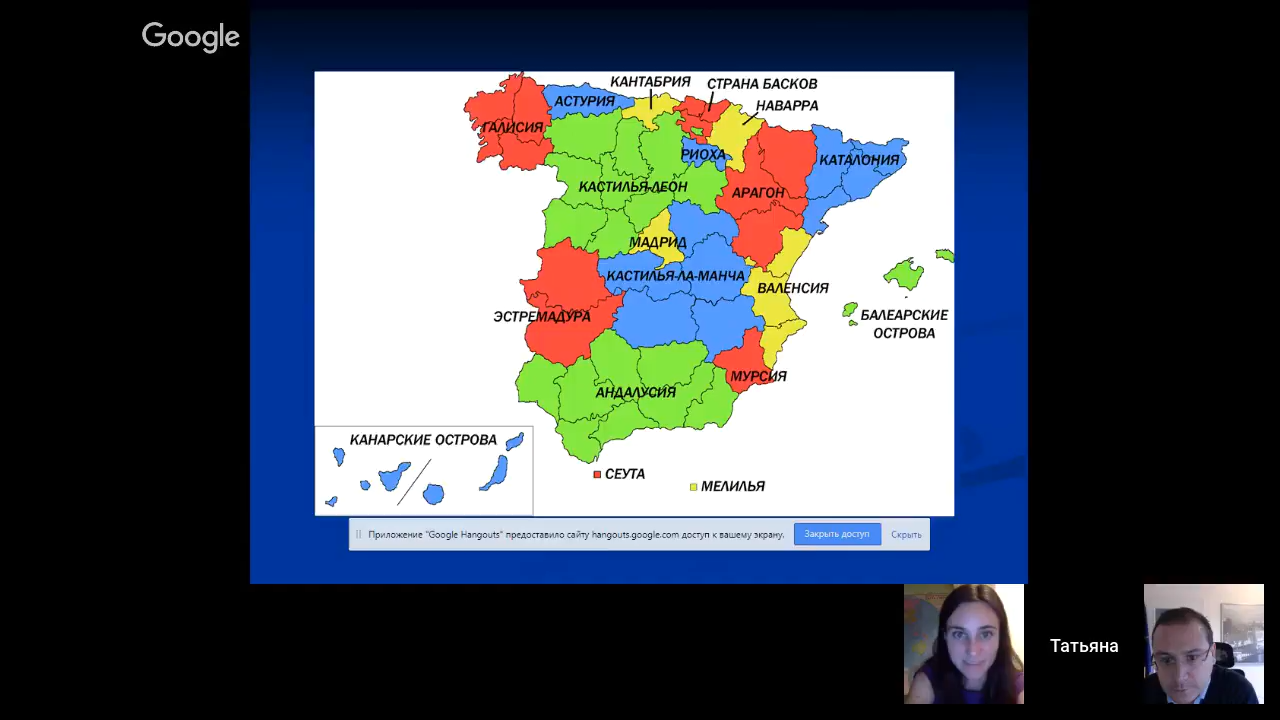 Google
КАНТАБРИЯ
СТРАНА БАСКОВ
АСТУРИЯ
НАВАРРА
ГАЛИСИЯ
РИОХА
КАТАЛОНИЯ
КАСТИЛЬЯ-ЛЕОН
АРАГОН
МАДРИД
КАСТИЛЬЯ-ЛА-МАНЧА
ВАЛЕНСИЯ
ЭСТРЕМАДУРА
БАЛЕАРСКИЕ
ОСТРОВА
МУРСИЯ
АНДАЛУСИЯ
КАНАРСКИЕ ОСТРОВА
СЕУТА
МЕЛИЛЬЯ
Приложение "Google Hangouts" предоставило сайту hangouts.google.com доступ к вашему экрану.
Закрыть доступ
Скрыть
Татьяна